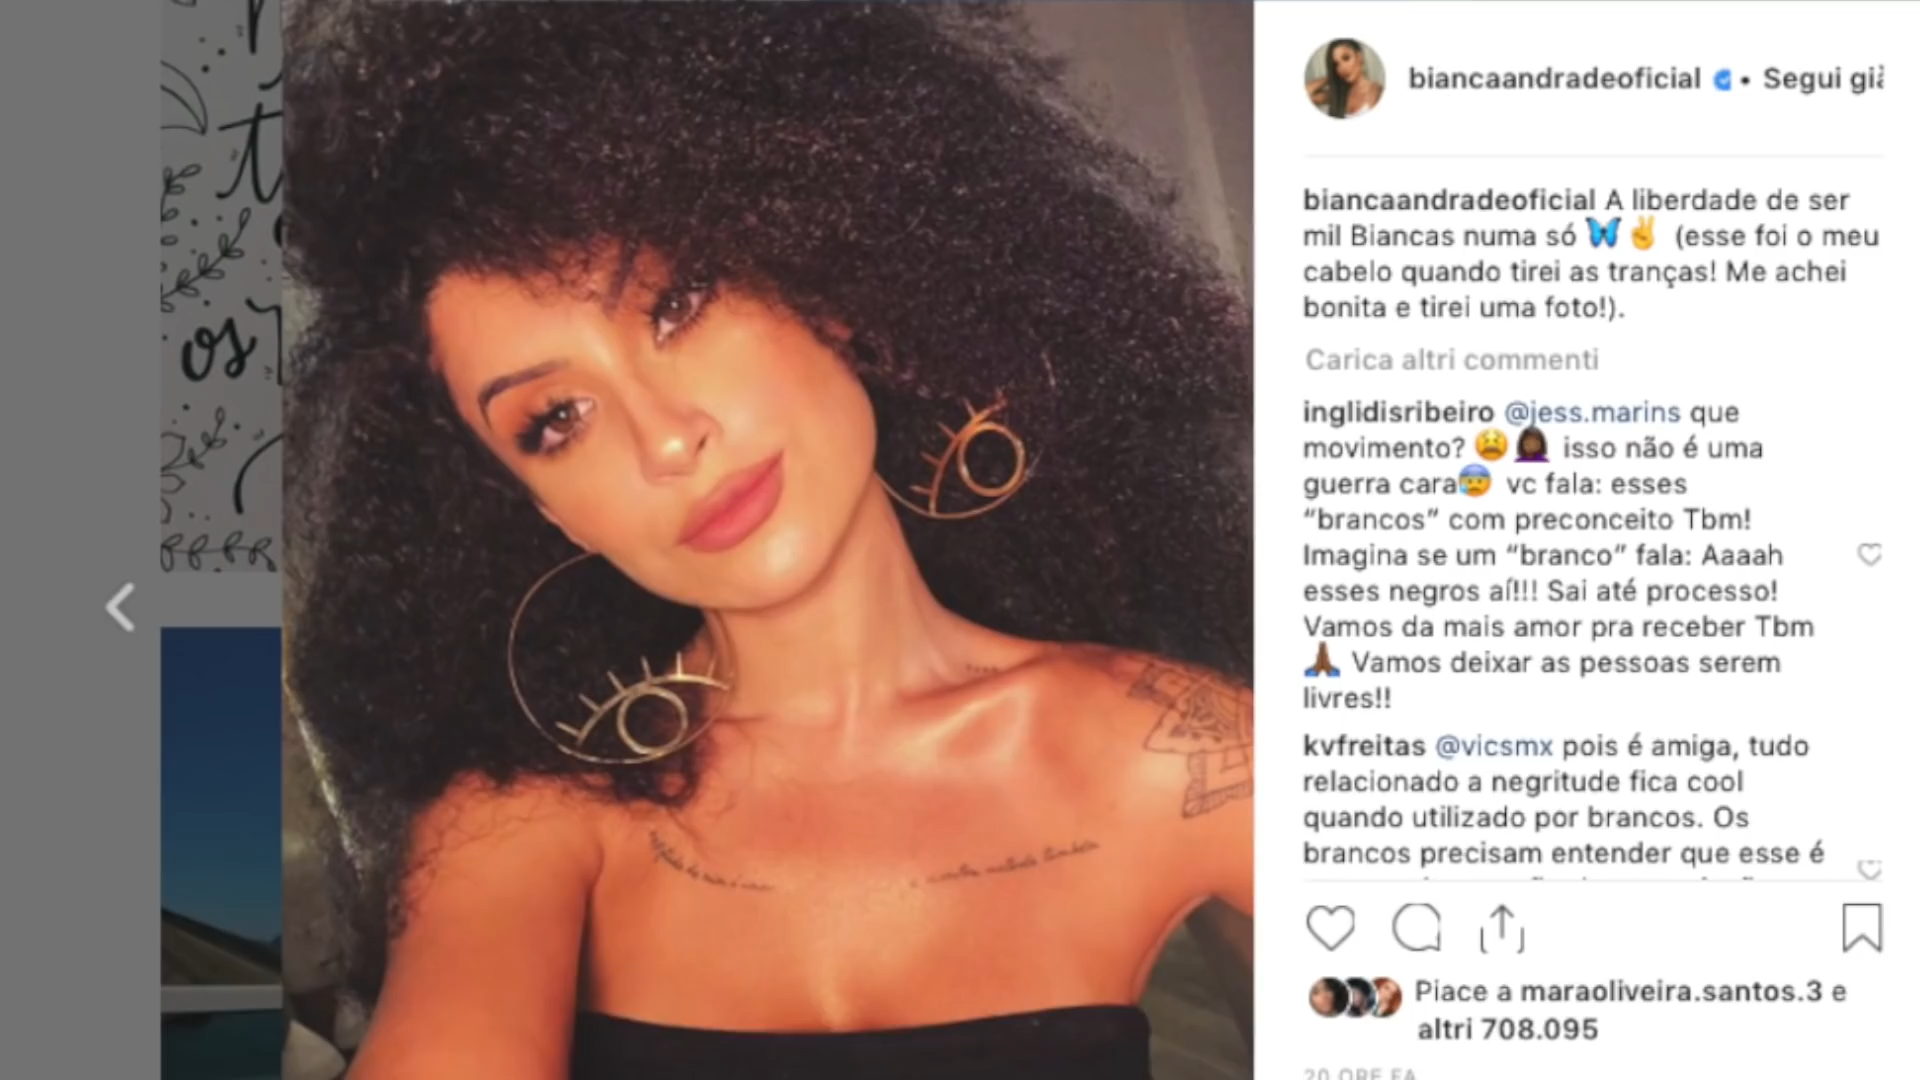 os
biancaandradeoficial • Segui già
biancaandradeoficial A liberdade de ser
mil Biancas numa só 🦋✌️ (esse foi o meu
cabelo quando tirei as tranças! Me achei
bonita e tirei uma foto!).
Carica altri commenti
inglidisribeiro @jess.marins que
movimento? 😫🤦🏿‍♀️ isso não é uma
guerra cara😰 vc fala: esses
“brancos” com preconceito Tbm!
Imagina se um “branco” fala: Aaaah
esses negros aí!!! Sai até processo!
Vamos da mais amor pra receber Tbm
🙏🏾 Vamos deixar as pessoas serem
livres!!
kvfreitas @vicsmx pois é amiga, tudo
relacionado a negritude fica cool
quando utilizado por brancos. Os
brancos precisam entender que esse é
Piace a maraoliveira.santos.3 e
altri 708.095
20 ORE FA